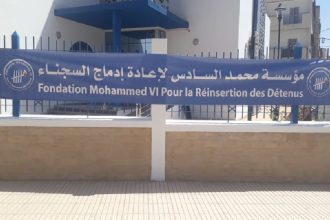 مؤسسة محمد السادس لإعادة إدماج السجناء
Fondation Mohammed VI Pour la Réinsertion des Détenus